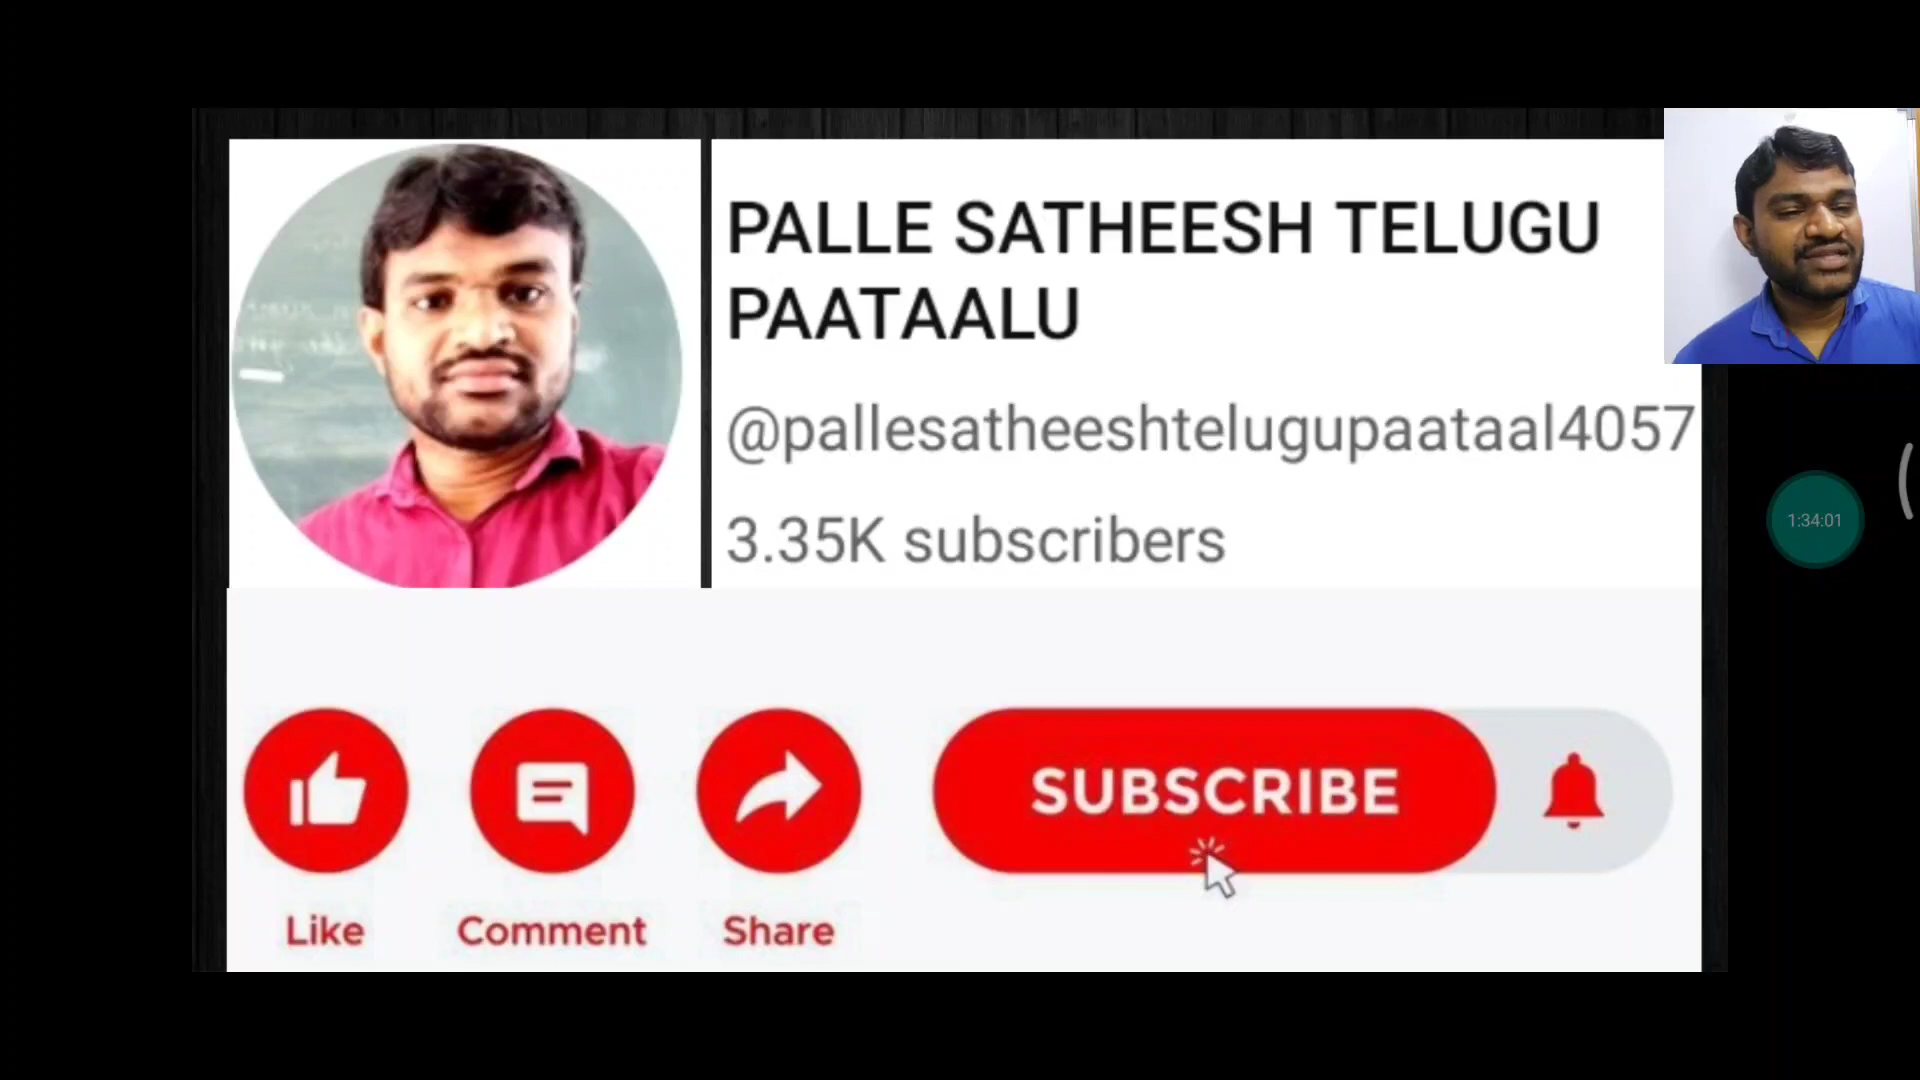 PALLE SATHEESH TELUGU
PAATAALU
@pallesatheeshtelugupaataal4057
3.35K subscribers
1:34:01
SUBSCRIBE
Like
Comment
Share